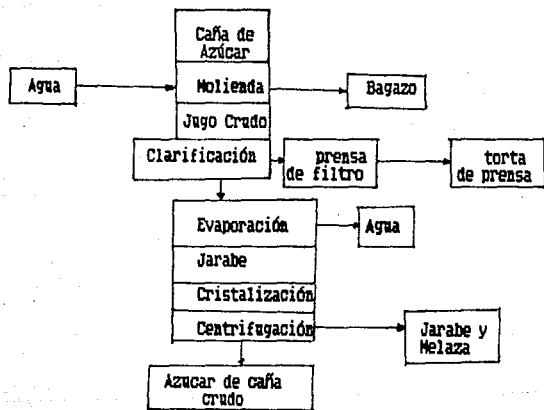 Caña de
Azúcar
Agua
Molienda
Bagazo
Jugo Crudo
Clarificación
prensa
de filtro
torta
de prensa
Evaporación
Agua
Jarabe
Cristalización
Centrifugación
Jarabe y
Melaza
Azucar de caña
crudo